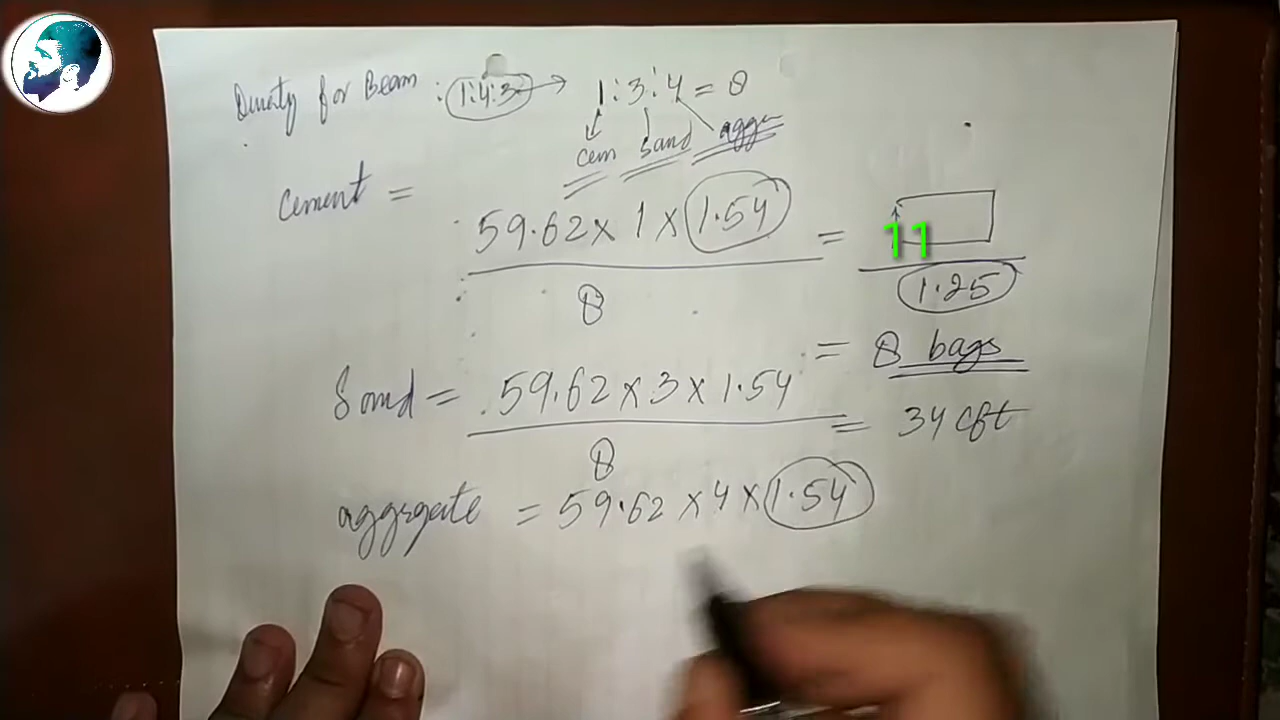 for Beam : 1:4:3 → 1:3:4 = 8
cem sand
cement = 59.62 x 1 x 1.54 / 8 = 11 / 1.25
= 8 bags
Sand = 59.62 x 3 x 1.54 / 8 = 34 cft
aggregate = 59.62 x 4 x 1.54